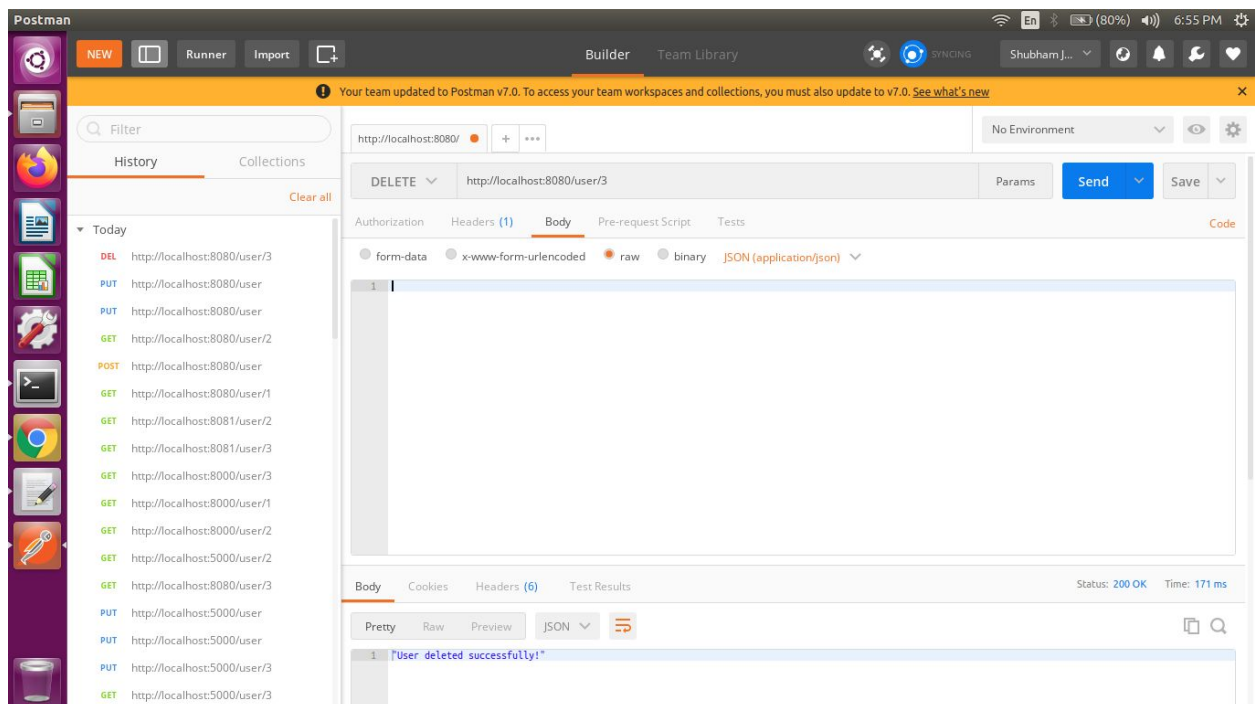 Postman
En (80%) 6:55 PM
NEW Runner Import Builder Team Library SYNCING Shubham J...
Your team updated to Postman v7.0. To access your team workspaces and collections, you must also update to v7.0. See what's new
Filter
History Collections
Clear all
Today
DEL http://localhost:8080/user/3
PUT http://localhost:8080/user
PUT http://localhost:8080/user
GET http://localhost:8080/user/2
POST http://localhost:8080/user
GET http://localhost:8080/user/1
GET http://localhost:8081/user/2
GET http://localhost:8081/user/3
GET http://localhost:8000/user/3
GET http://localhost:8000/user/1
GET http://localhost:8000/user/2
GET http://localhost:5000/user/2
GET http://localhost:8080/user/3
PUT http://localhost:5000/user
PUT http://localhost:5000/user
PUT http://localhost:5000/user/3
GET http://localhost:5000/user/3
http://localhost:8080/ + •••
No Environment
DELETE http://localhost:8080/user/3 Params Send Save
Authorization Headers (1) Body Pre-request Script Tests Code
form-data x-www-form-urlencoded raw binary JSON (application/json)
1
Body Cookies Headers (6) Test Results Status: 200 OK Time: 171 ms
Pretty Raw Preview JSON
1 "User deleted successfully!"